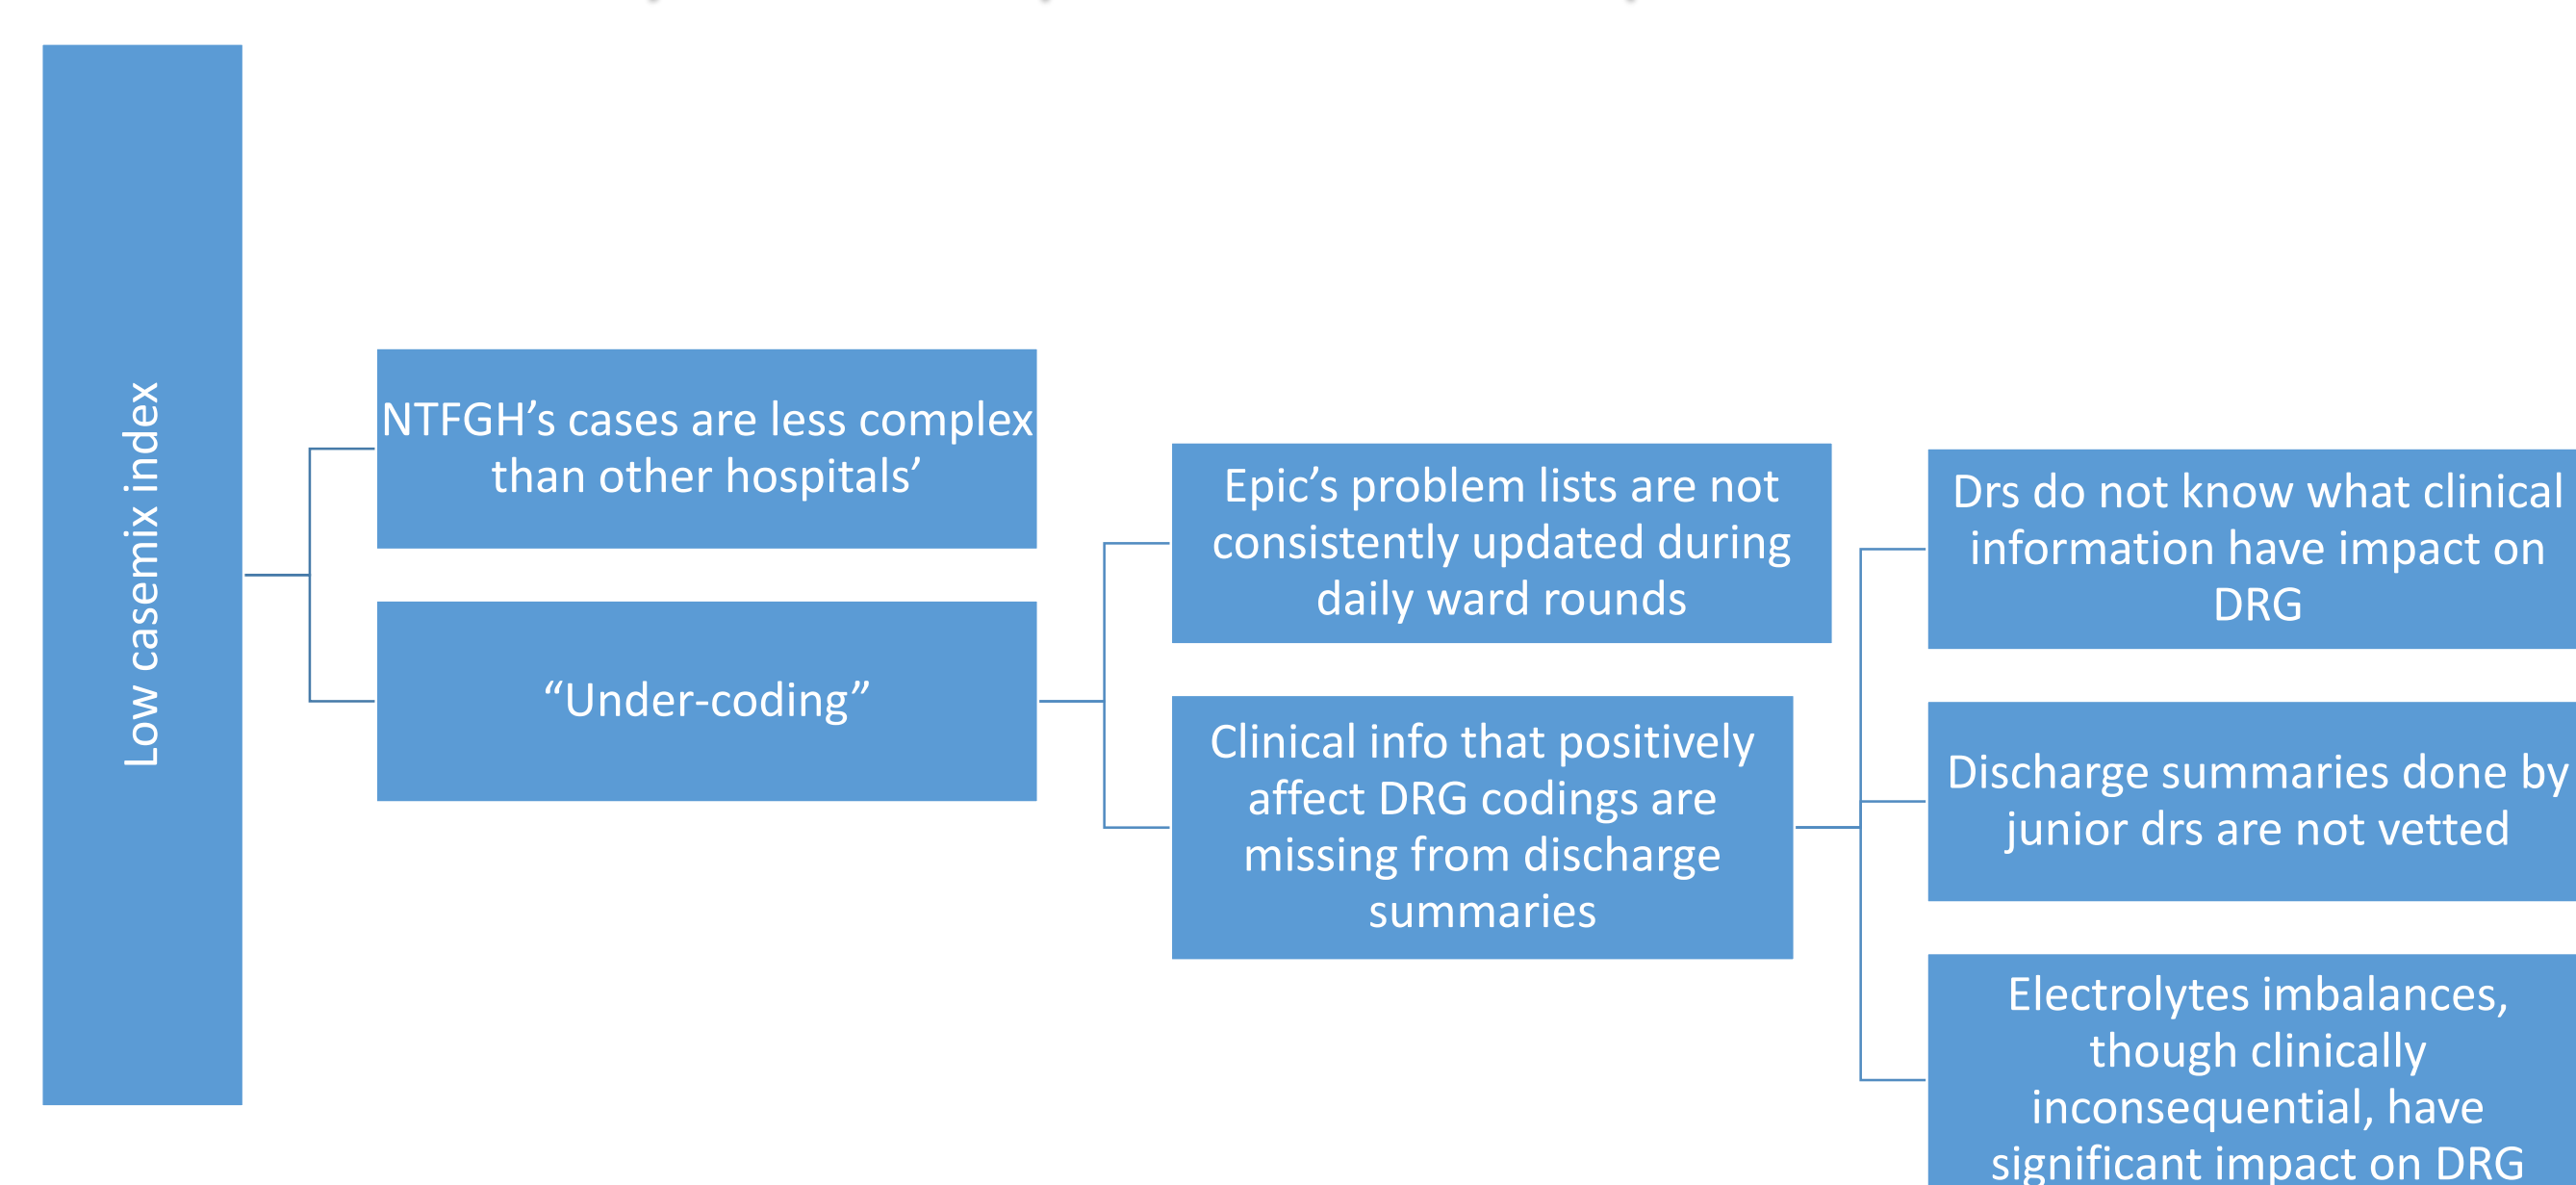 Low casemix index
NTFGH’s cases are less complex
than other hospitals’
“Under-coding”
Epic’s problem lists are not
consistently updated during
daily ward rounds
Clinical info that positively
affect DRG codings are
missing from discharge
summaries
Drs do not know what clinical
information have impact on
DRG
Discharge summaries done by
junior drs are not vetted
Electrolytes imbalances,
though clinically
inconsequential, have
significant impact on DRG